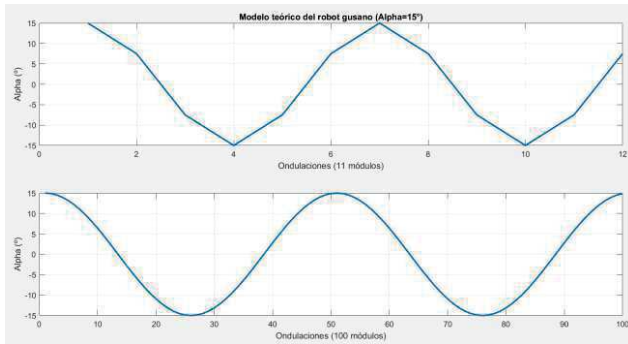 Modelo teórico del robot gusano (Alpha=15°)
Alpha (º)
15
10
5
0
-5
-10
-15
0 2 4 6 8 10 12
Ondulaciones (11 módulos)
Alpha (º)
15
10
5
0
-5
-10
-15
0 10 20 30 40 50 60 70 80 90 100
Ondulaciones (100 módulos)